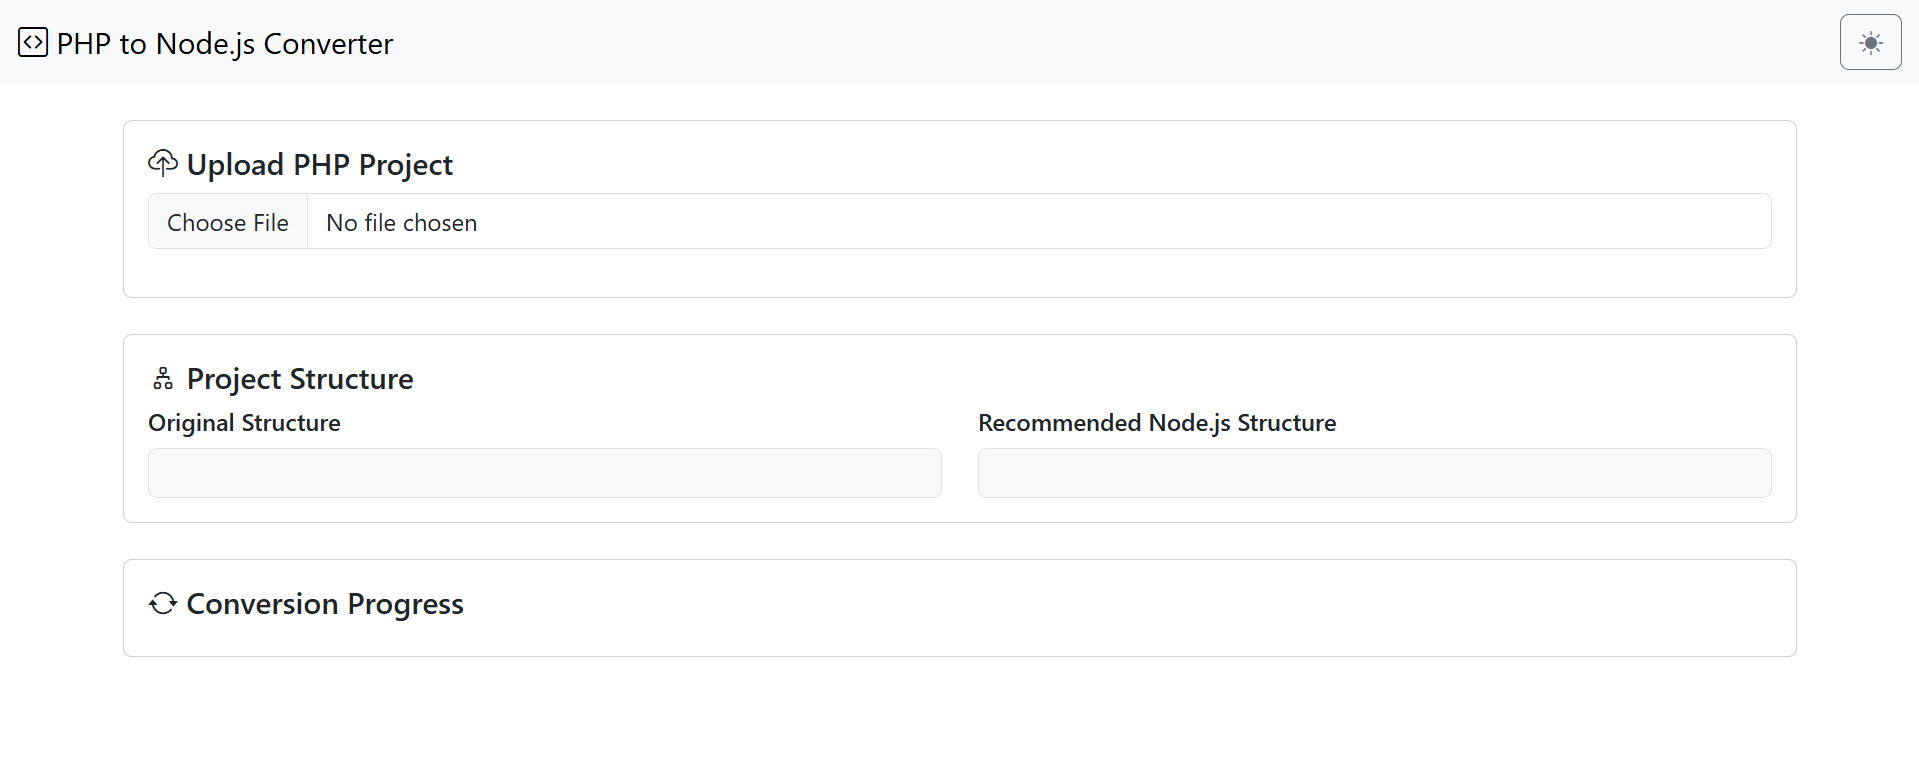 PHP to Node.js Converter
Upload PHP Project
Choose File No file chosen
Project Structure
Original Structure
Recommended Node.js Structure
Conversion Progress